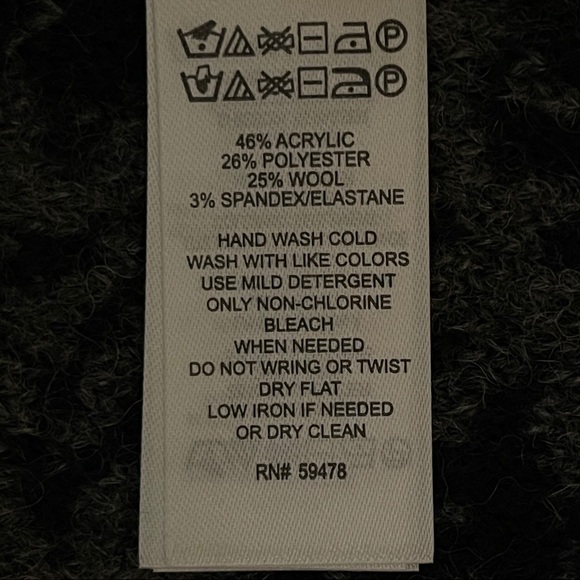 46% ACRYLIC
26% POLYESTER
25% WOOL
3% SPANDEX/ELASTANE
HAND WASH COLD
WASH WITH LIKE COLORS
USE MILD DETERGENT
ONLY NON-CHLORINE
BLEACH
WHEN NEEDED
DO NOT WRING OR TWIST
DRY FLAT
LOW IRON IF NEEDED
OR DRY CLEAN
RN# 59478